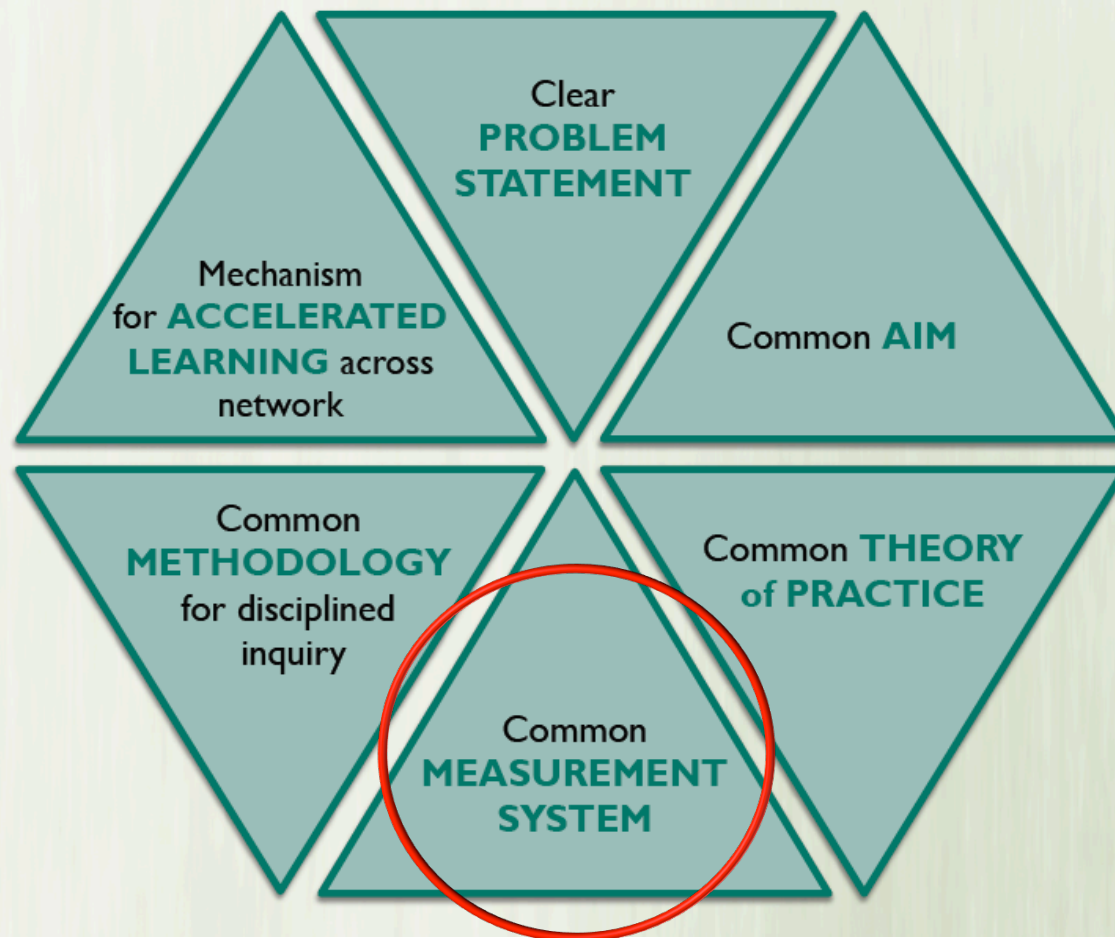 Clear
PROBLEM
STATEMENT
Mechanism
for ACCELERATED
LEARNING across
network
Common AIM
Common
METHODOLOGY
for disciplined
inquiry
Common
MEASUREMENT
SYSTEM
Common THEORY
of PRACTICE